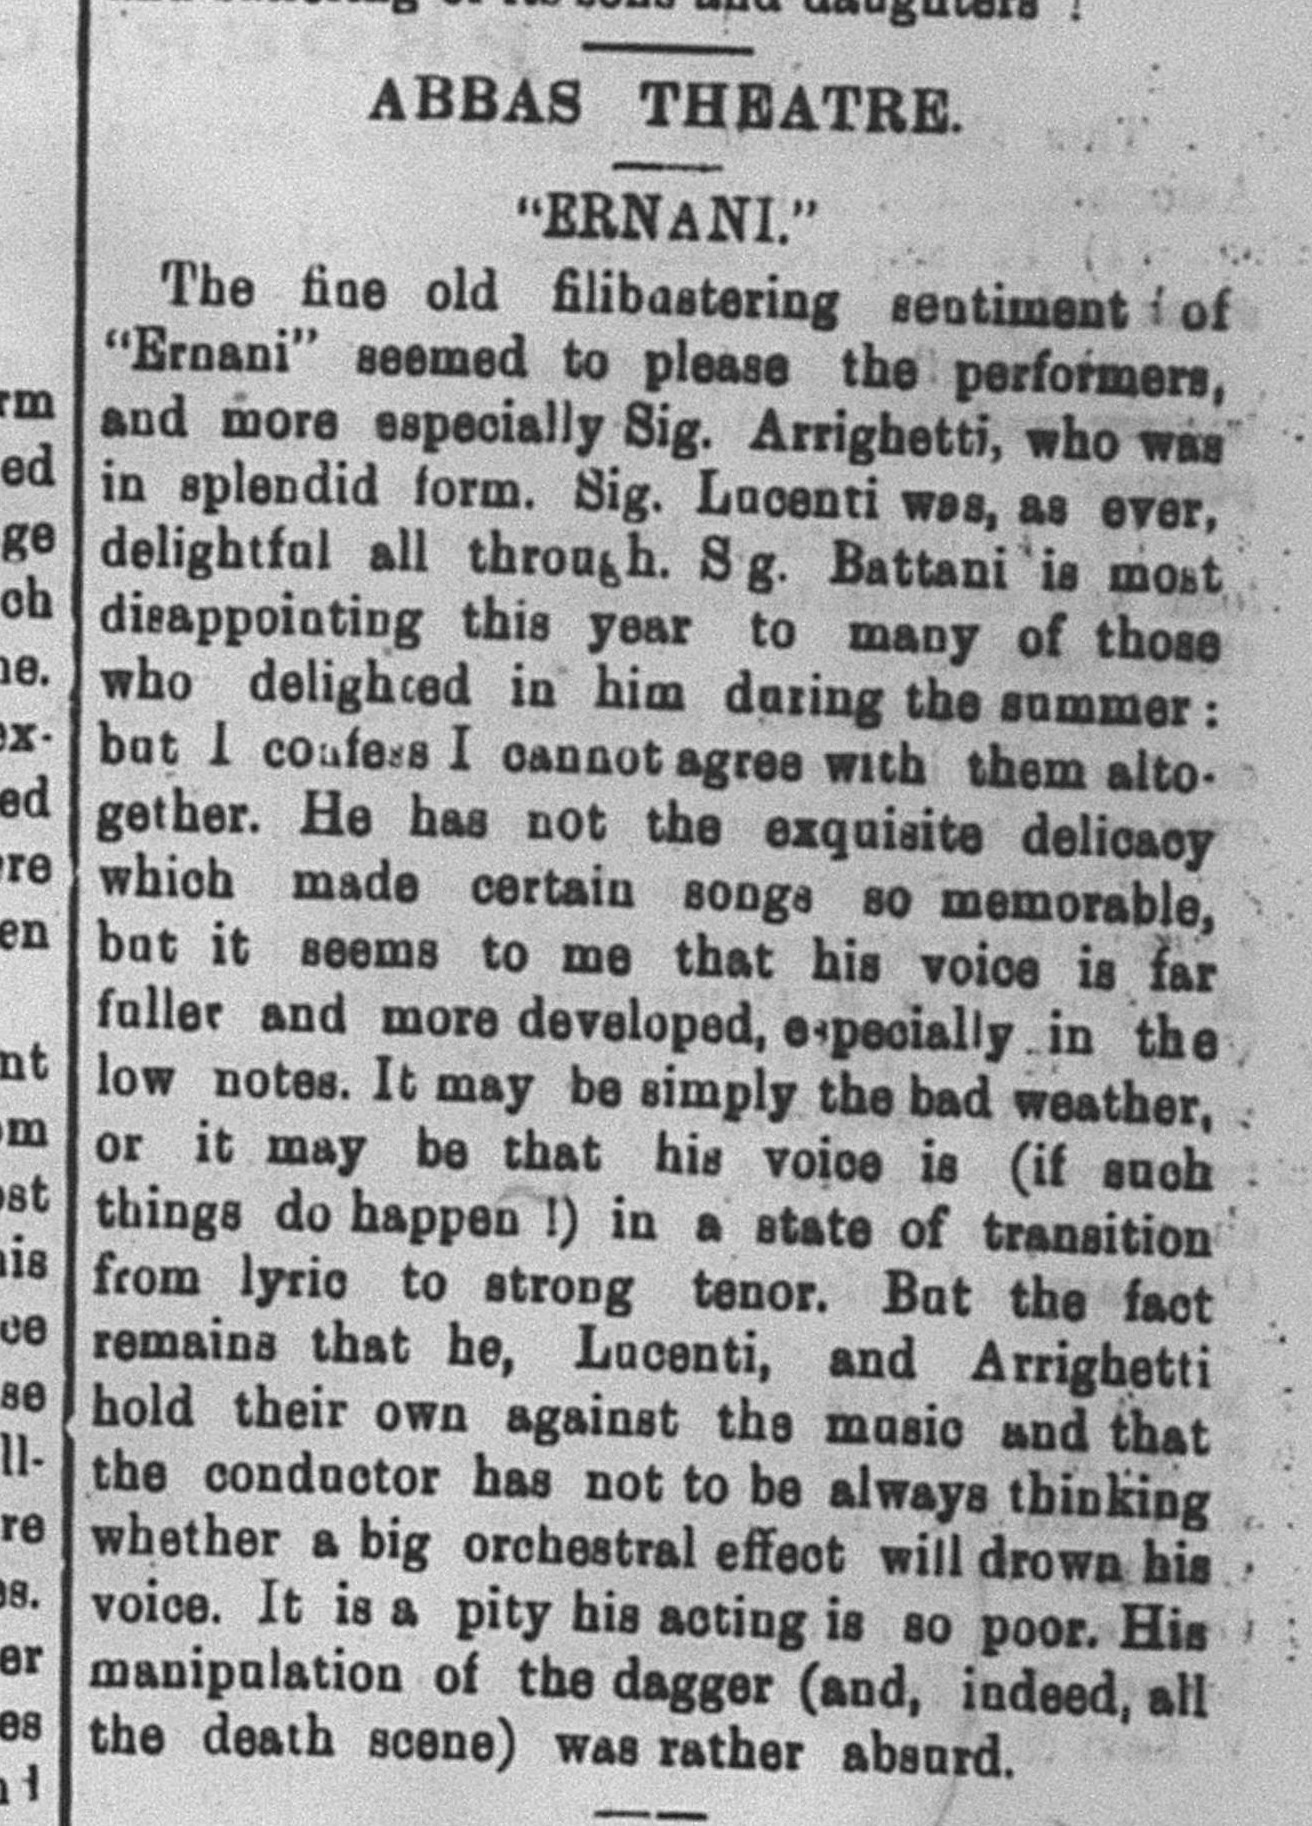 daughters !
ABBAS THEATRE.
"ERNANI."
The fine old filibustering sentiment of
"Ernani" seemed to please the performers,
and more especially Sig. Arrighetti, who was
in splendid form. Sig. Lucenti was, as ever,
delightful all through. S g. Battani is most
disappointing this year to many of those
who delighted in him during the summer :
but I confess I cannot agree with them alto-
gether. He has not the exquisite delicacy
which made certain songs so memorable,
but it seems to me that his voice is far
fuller and more developed, especially in the
low notes. It may be simply the bad weather,
or it may be that his voice is (if such
things do happen !) in a state of transition
from lyric to strong tenor. But the fact
remains that he, Lucenti, and Arrighetti
hold their own against the music and that
the conductor has not to be always thinking
whether a big orchestral effect will drown his
voice. It is a pity his acting is so poor. His
manipulation of the dagger (and, indeed, all
the death scene) was rather absurd.